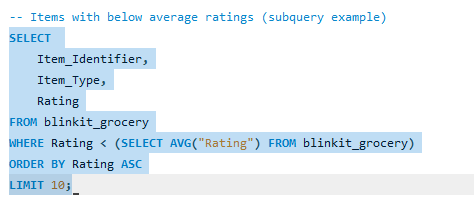 -- Items with below average ratings (subquery example)
SELECT
    Item_Identifier,
    Item_Type,
    Rating
FROM blinkit_grocery
WHERE Rating < (SELECT AVG("Rating") FROM blinkit_grocery)
ORDER BY Rating ASC
LIMIT 10;